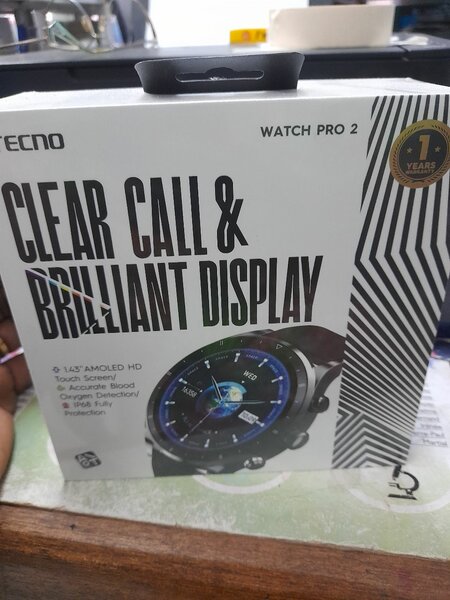 TECNO
WATCH PRO 2
1
YEARS
WARRANTY
CLEAR CALL &
BRILLIANT DISPLAY
1.43" AMOLED HD
Touch Screen/
Accurate Blood
Oxygen Detection/
IP68 Fully
Protection
WED